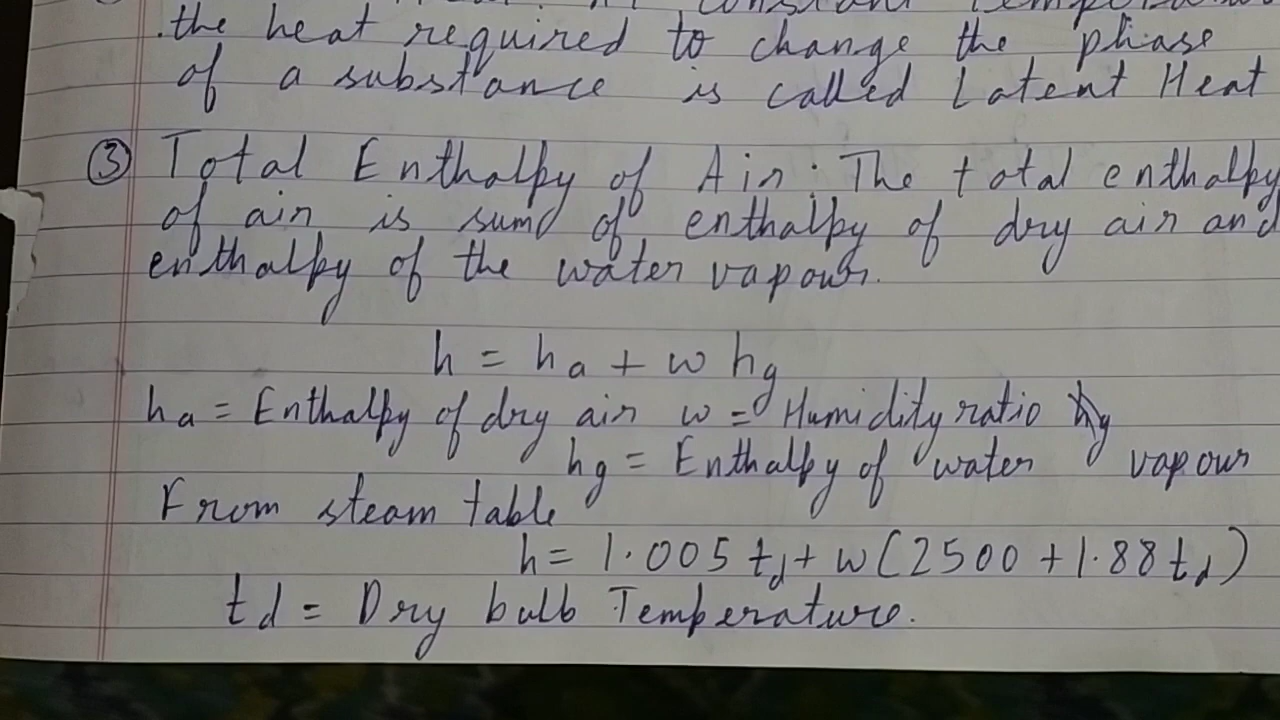 constant
the heat required to change the phase
of a substance is called Latent Heat
③ Total Enthalpy of Air: The total enthalpy
of air is sum of enthalpy of dry air and
enthalpy of the water vapour.
h = ha + w hg
ha = Enthalpy of dry air w = Humidity ratio
hg = Enthalpy of water vapour
From steam table
h = 1.005 td + w(2500 + 1.88td)
td = Dry bulb Temperature.